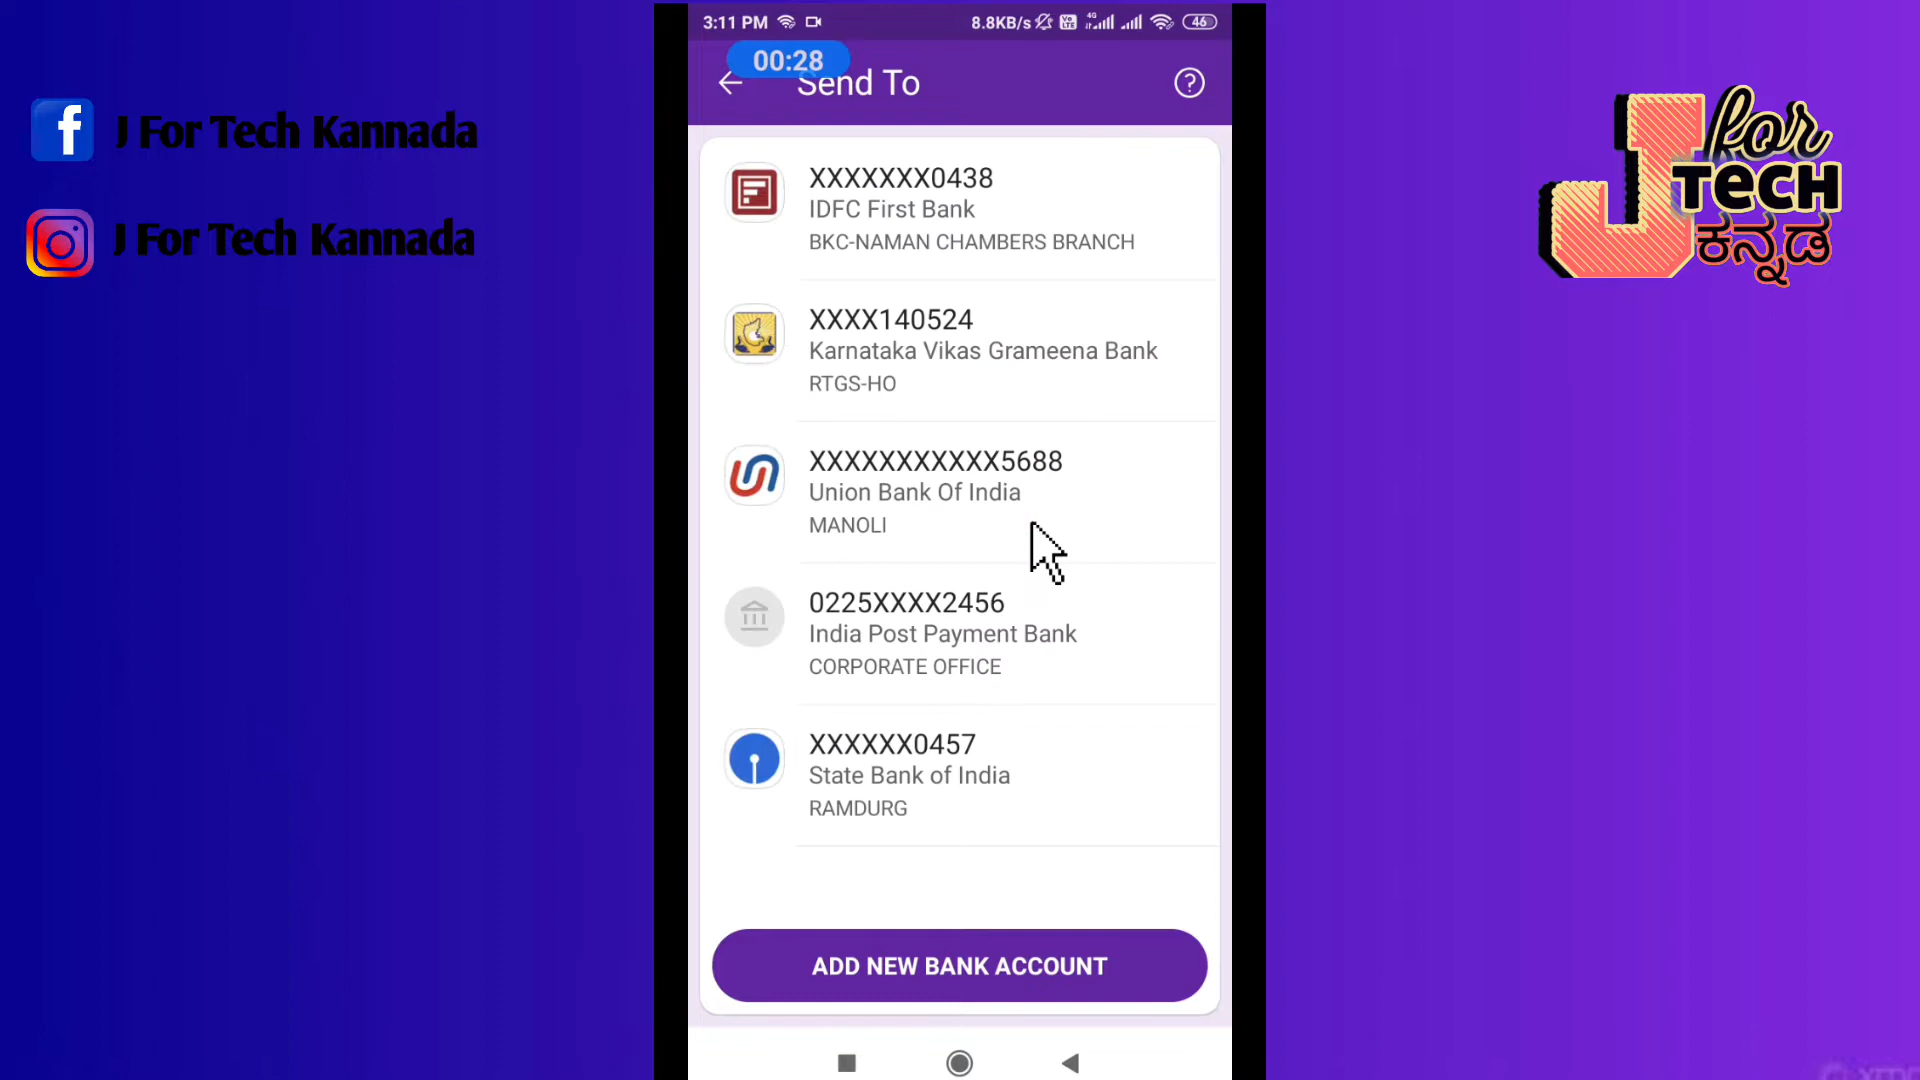 3:11 PM
8.8KB/s
4G
46
00:28
Send To
J For Tech Kannada
J For Tech Kannada
J for
Tech
ಕನ್ನಡ
XXXXXXX0438
IDFC First Bank
BKC-NAMAN CHAMBERS BRANCH
XXXX140524
Karnataka Vikas Grameena Bank
RTGS-HO
XXXXXXXXXXX5688
Union Bank Of India
MANOLI
0225XXXX2456
India Post Payment Bank
CORPORATE OFFICE
XXXXXX0457
State Bank of India
RAMDURG
ADD NEW BANK ACCOUNT